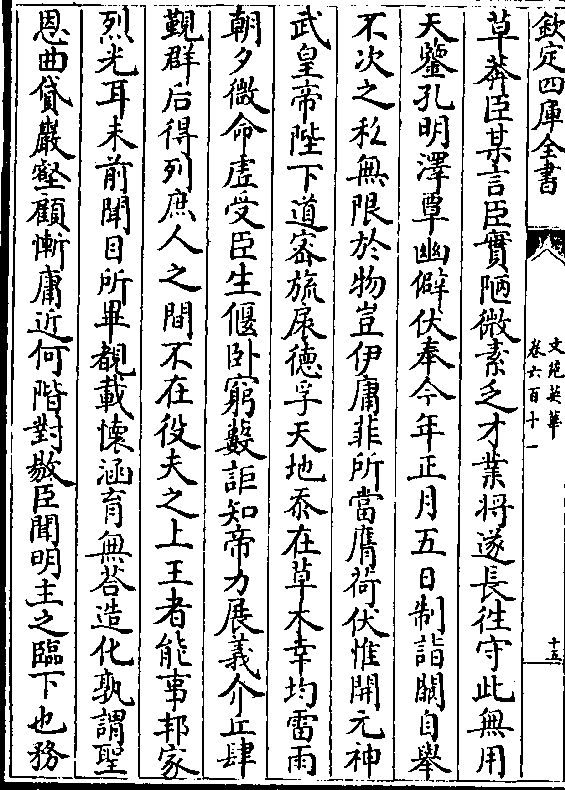 欽定四庫全書
文苑英華
卷六百十一
十五
草莽臣某言臣實陋微素乏才業将遂長往守此無用
天鑒孔明澤覃幽僻伏奉今年正月五日制詣闕自舉
不次之私無限於物豈伊庸菲所當膺荷伏惟開元神
武皇帝陛下道密旒扆德孚天地忝在草木幸均雷雨
朝夕微命虚受臣生偃卧窮藪詎知帝力展義介丘肆
覲群后得列庶人之間不在役夫之上王者能事邦家
烈光耳未前聞目所畢覩載懷涵育無荅造化孰謂聖
恩曲貸巖壑顧慚庸近何階對敭臣聞明主之臨下也務